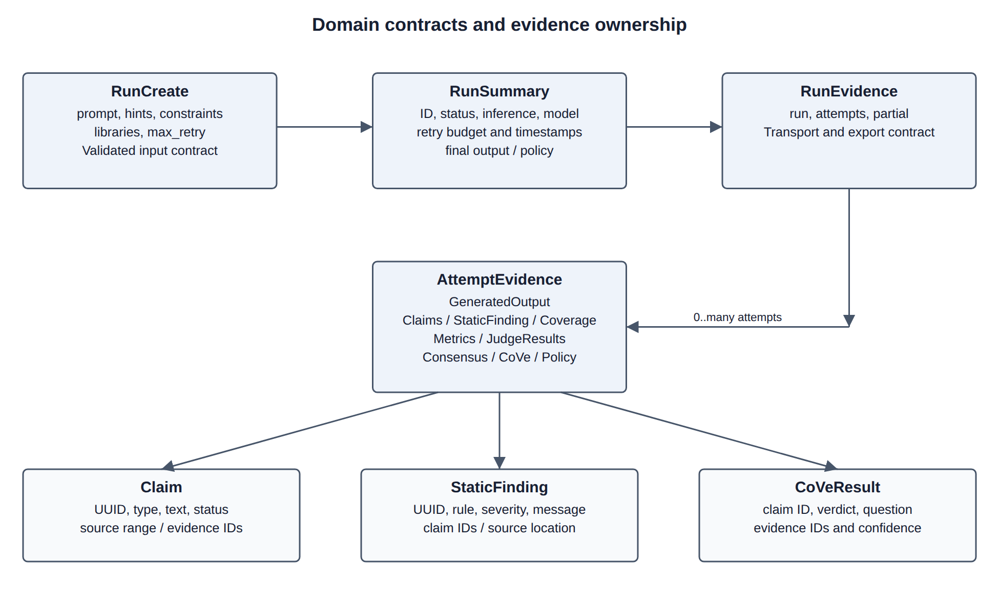 Domain contracts and evidence ownership
RunCreate
prompt, hints, constraints
libraries, max_retry
Validated input contract
RunSummary
ID, status, inference, model
retry budget and timestamps
final output / policy
RunEvidence
run, attempts, partial
Transport and export contract
AttemptEvidence
GeneratedOutput
Claims / StaticFinding / Coverage
Metrics / JudgeResults
Consensus / CoVe / Policy
0..many attempts
Claim
UUID, type, text, status
source range / evidence IDs
StaticFinding
UUID, rule, severity, message
claim IDs / source location
CoVeResult
claim ID, verdict, question
evidence IDs and confidence